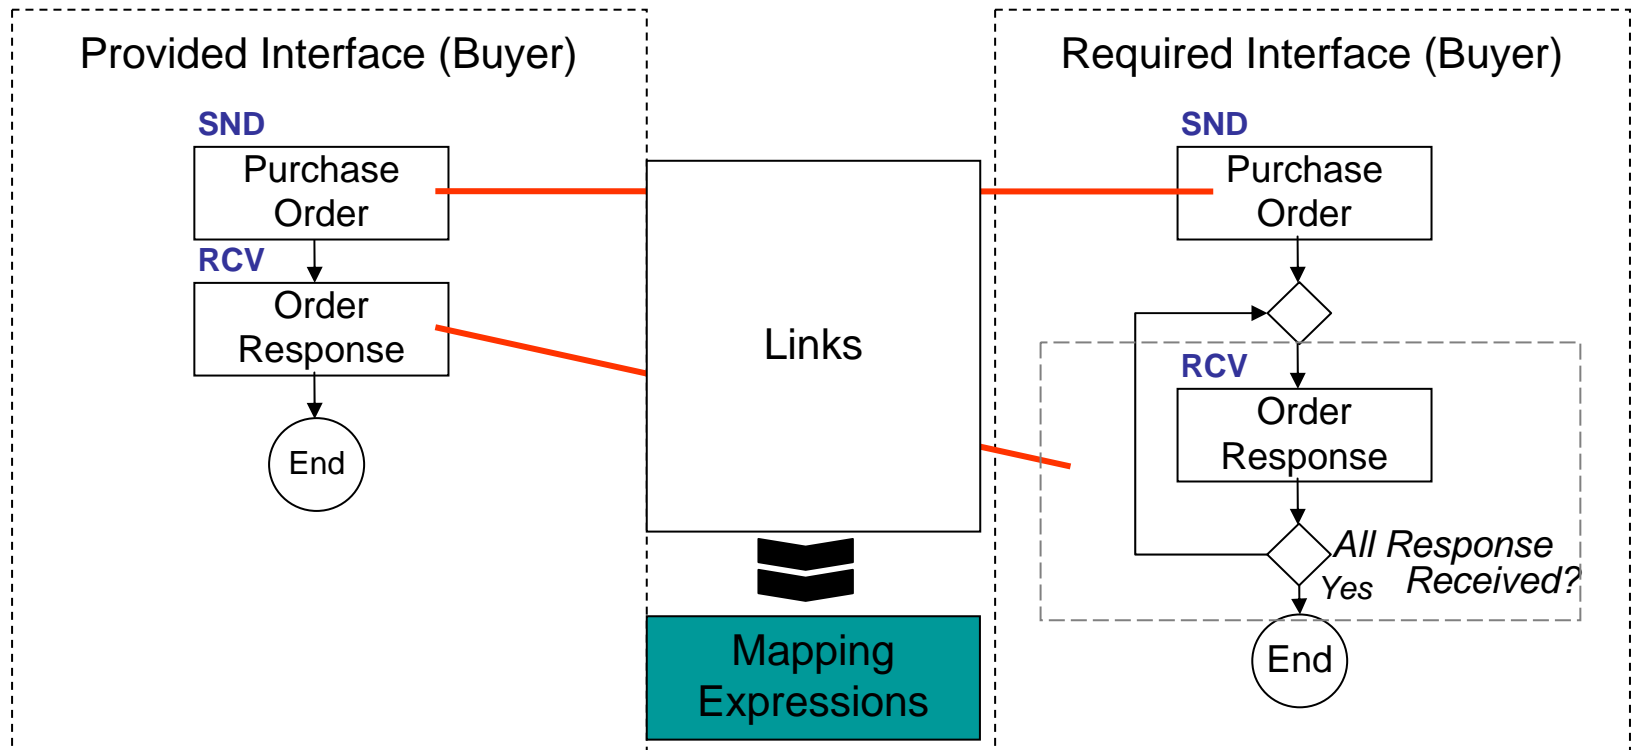 Provided Interface (Buyer)
SND
Purchase
Order
RCV
Order
Response
End
Links
Mapping
Expressions
Required Interface (Buyer)
SND
Purchase
Order
RCV
Order
Response
All Response
Received?
Yes
End